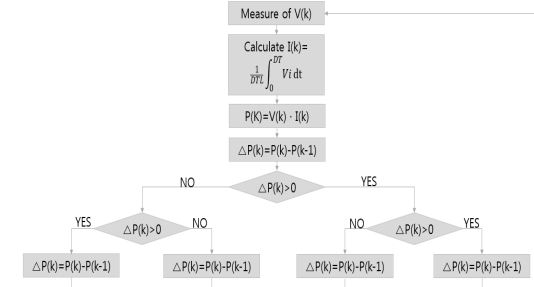 Measure of V(k)
Calculate I(k)=
1/DTL ∫₀^DT Vi dt
P(K)=V(k) · I(k)
△P(k)=P(k)-P(k-1)
NO
△P(k)>0
YES
YES
△P(k)>0
NO
NO
△P(k)>0
YES
△P(k)=P(k)-P(k-1)
△P(k)=P(k)-P(k-1)
△P(k)=P(k)-P(k-1)
△P(k)=P(k)-P(k-1)